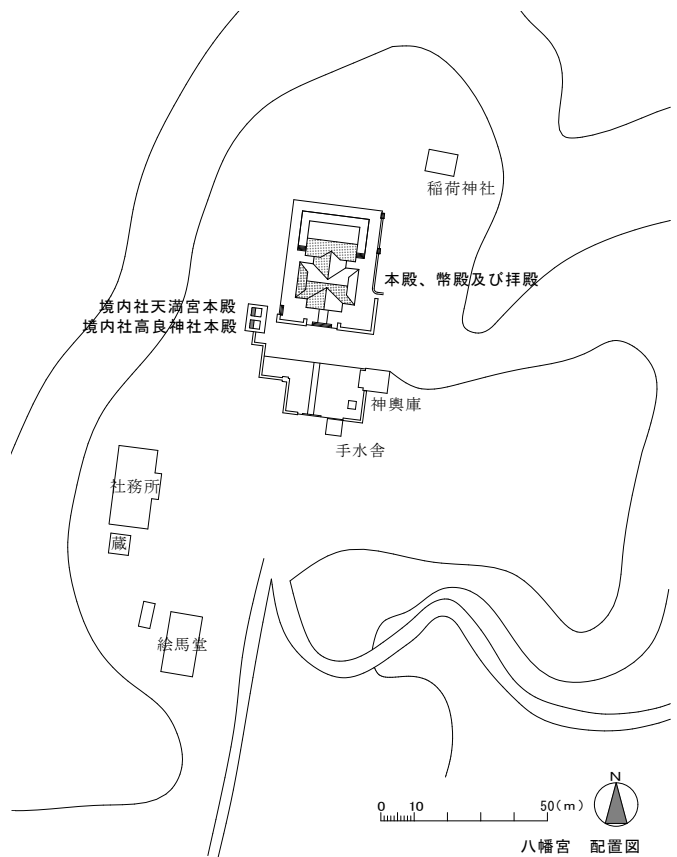 稲荷神社
本殿、幣殿及び拝殿
境内社天満宮本殿
境内社高良神社本殿
神輿庫
手水舎
社務所
蔵
絵馬堂
N
0 10 50(m)
八幡宮 配置図